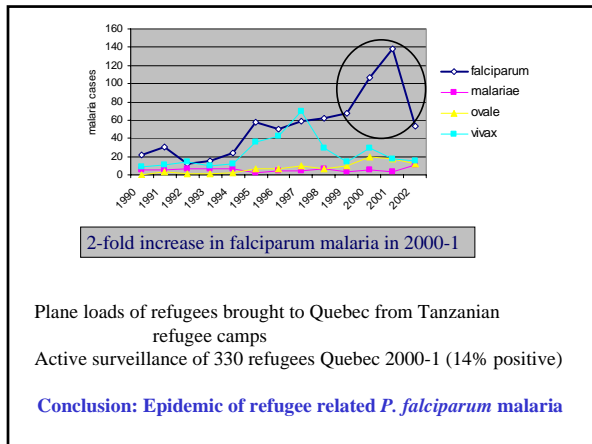 160
140
120
100
80
60
40
20
0
malaria cases
1990
1991
1992
1993
1994
1995
1996
1997
1998
1999
2000
2001
2002
falciparum
malariae
ovale
vivax
2-fold increase in falciparum malaria in 2000-1
Plane loads of refugees brought to Quebec from Tanzanian
refugee camps
Active surveillance of 330 refugees Quebec 2000-1 (14% positive)
Conclusion: Epidemic of refugee related P. falciparum malaria